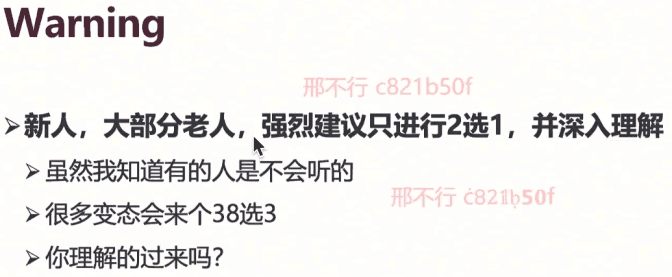 Warning
邢不行 c821b50f
➢新人，大部分老人，强烈建议只进行2选1，并深入理解
➢虽然我知道有的人是不会听的
邢不行 c821b50f
➢很多变态会来个38选3
➢你理解的过来吗？